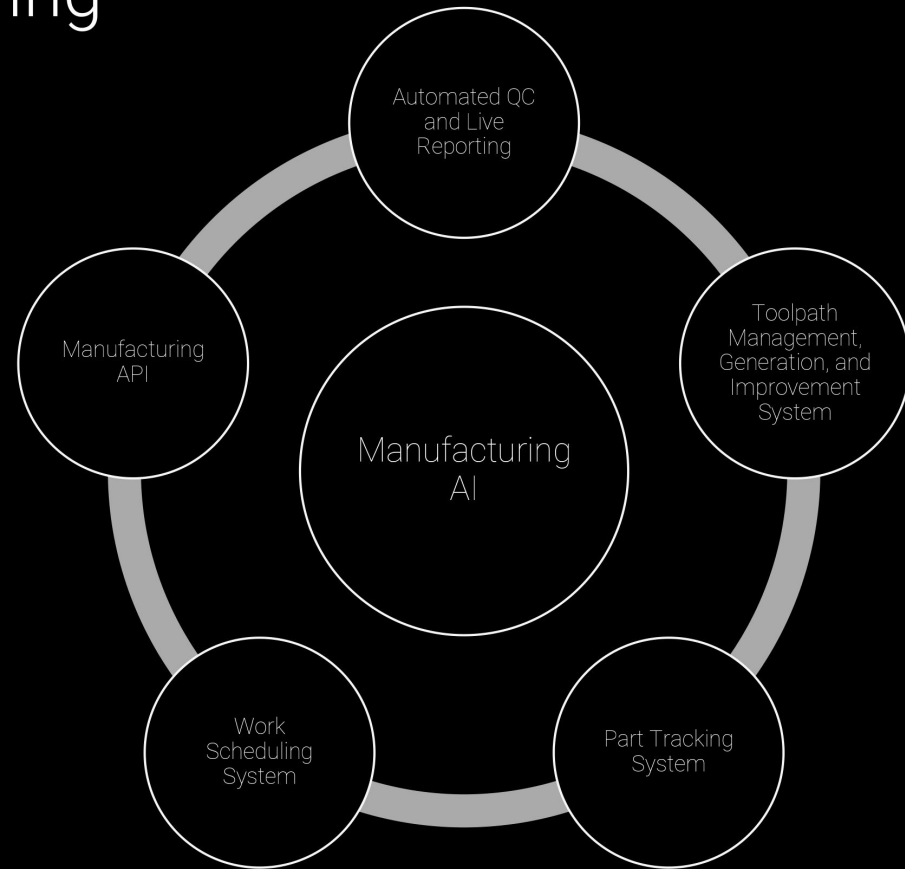 ing
Automated QC
and Live
Reporting
Manufacturing
API
Toolpath
Management,
Generation, and
Improvement
System
Manufacturing
AI
Work
Scheduling
System
Part Tracking
System